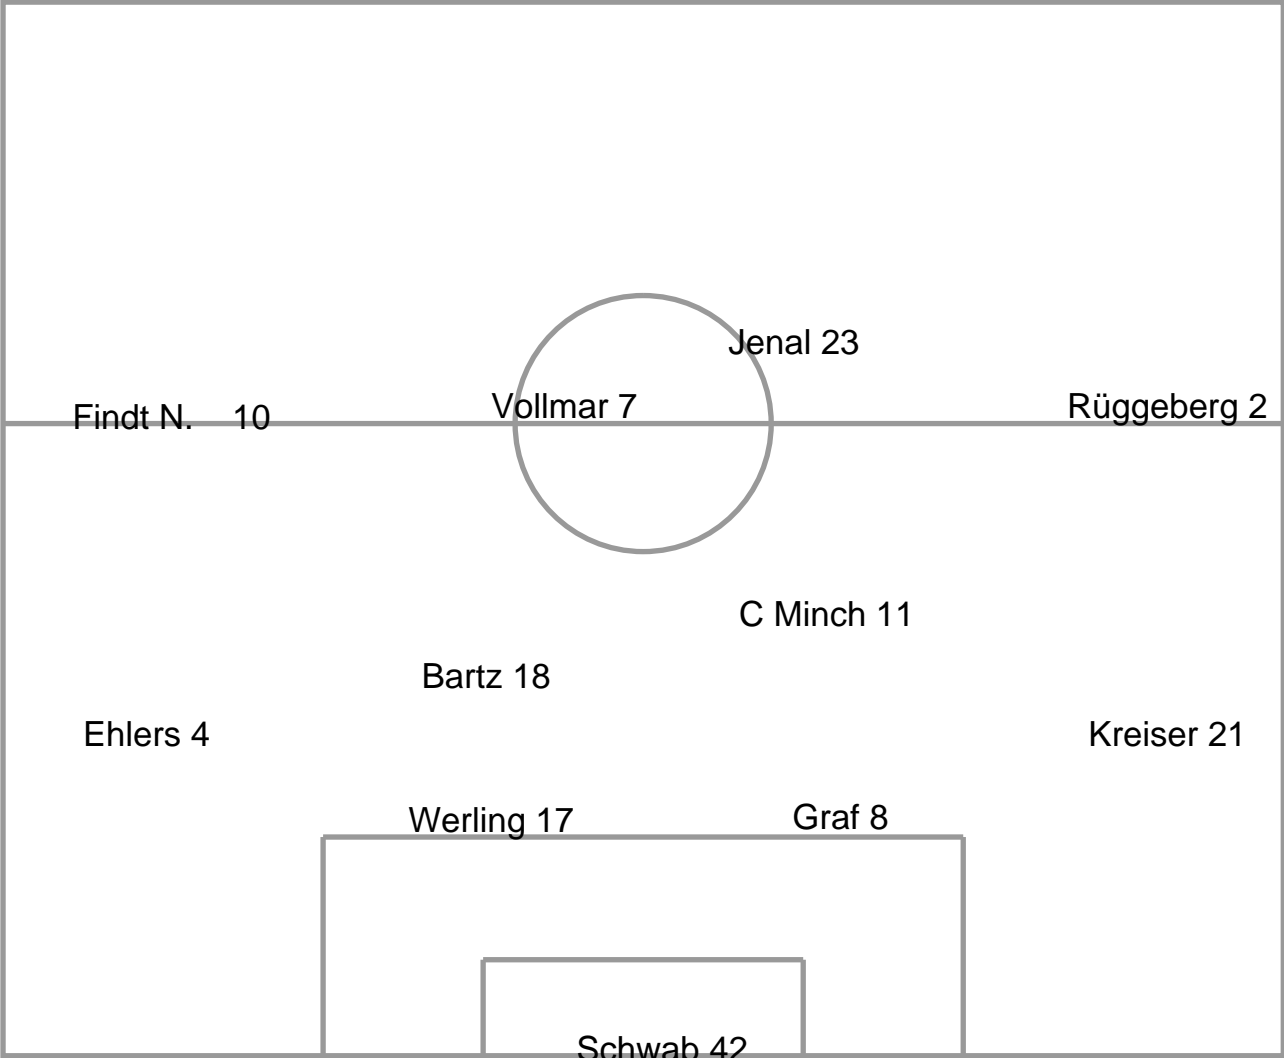 Jenal 23
Findt N. 10
Vollmar 7
Rüggeberg 2
C Minch 11
Bartz 18
Ehlers 4
Kreiser 21
Werling 17
Graf 8
Schwab 42